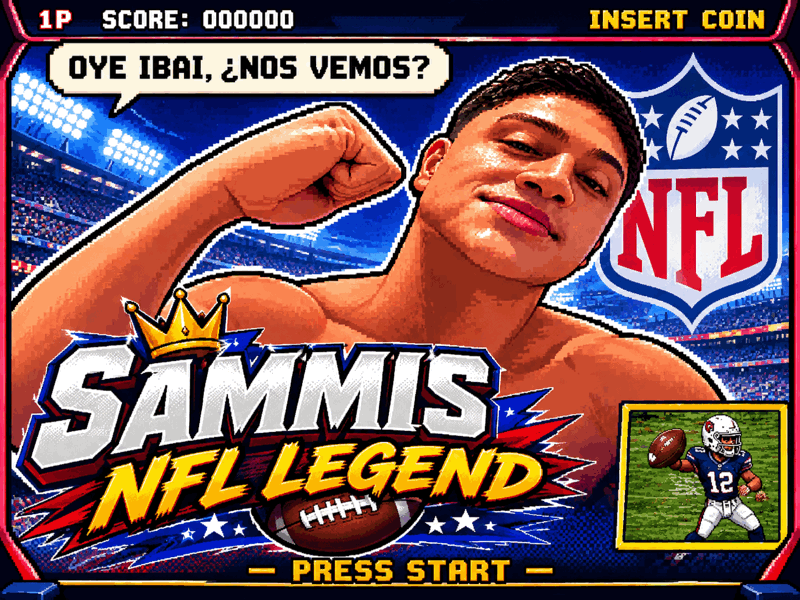 1P SCORE: 000000 INSERT COIN
OYE IBAI, ¿NOS VEMOS?
NFL
SAMMIS
NFL LEGEND
12
— PRESS START —